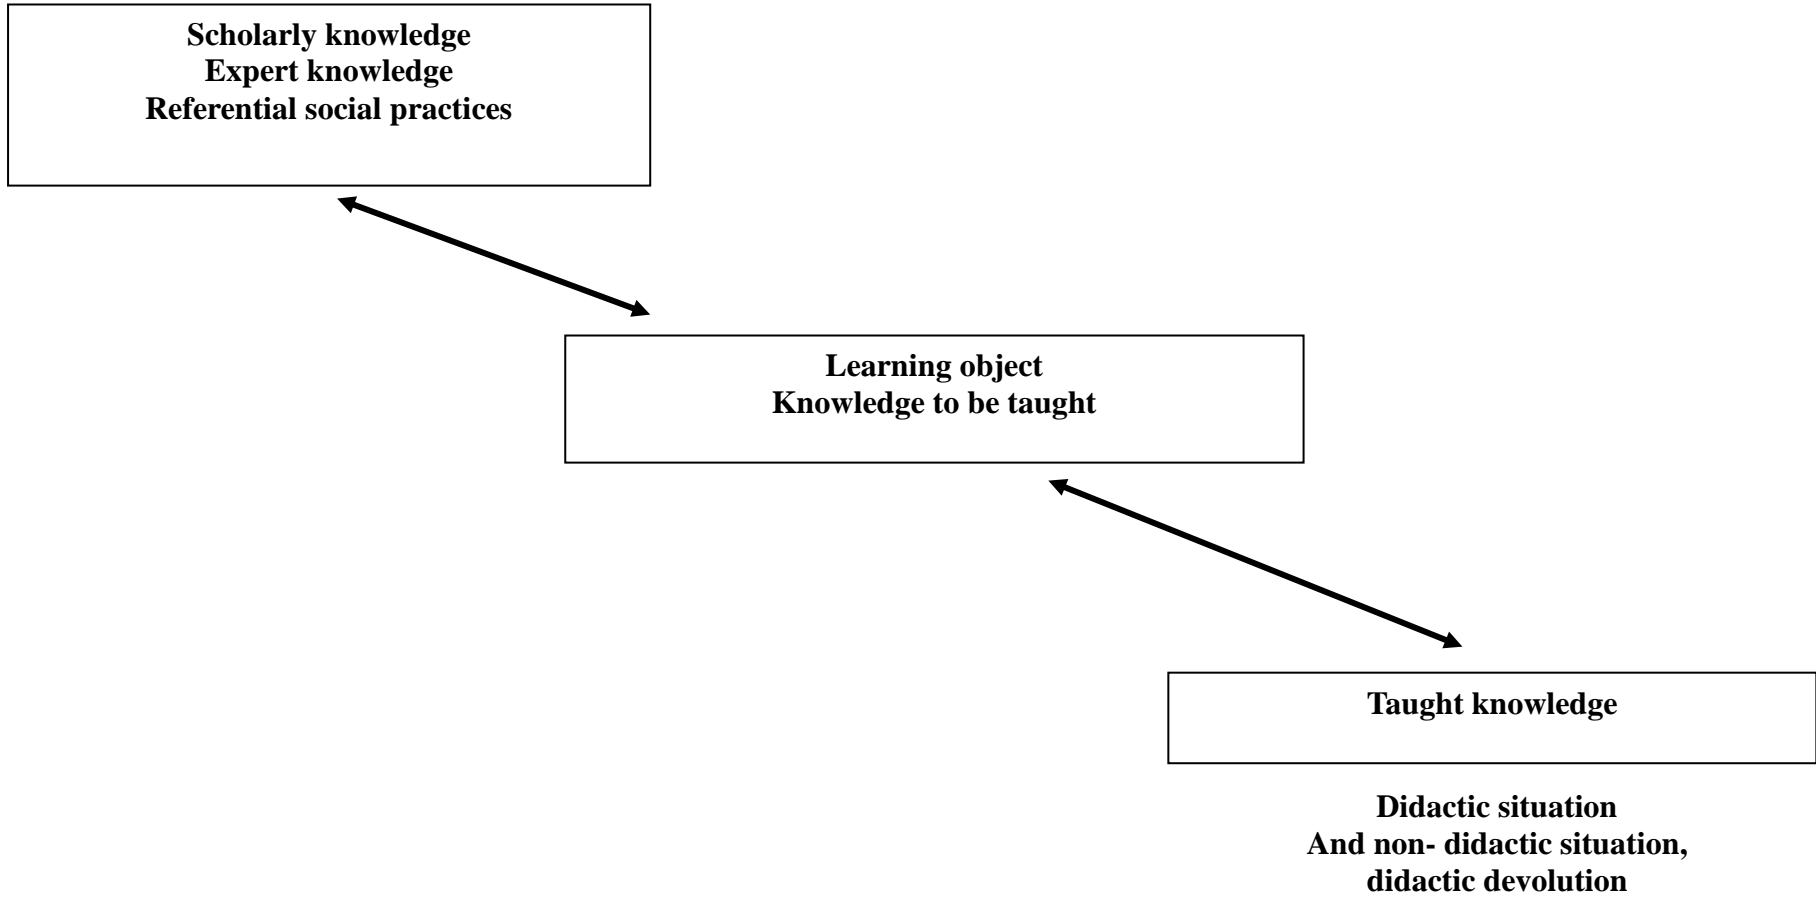 Scholarly knowledge
Expert knowledge
Referential social practices
Learning object
Knowledge to be taught
Taught knowledge
Didactic situation
And non- didactic situation,
didactic devolution